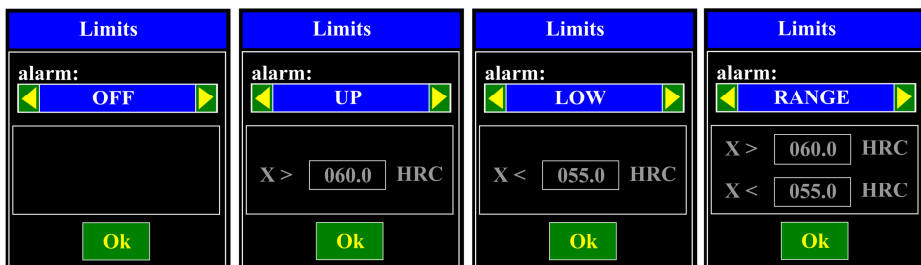 Limits
alarm:
OFF
Ok
Limits
alarm:
UP
X > 060.0 HRC
Ok
Limits
alarm:
LOW
X < 055.0 HRC
Ok
Limits
alarm:
RANGE
X > 060.0 HRC
X < 055.0 HRC
Ok